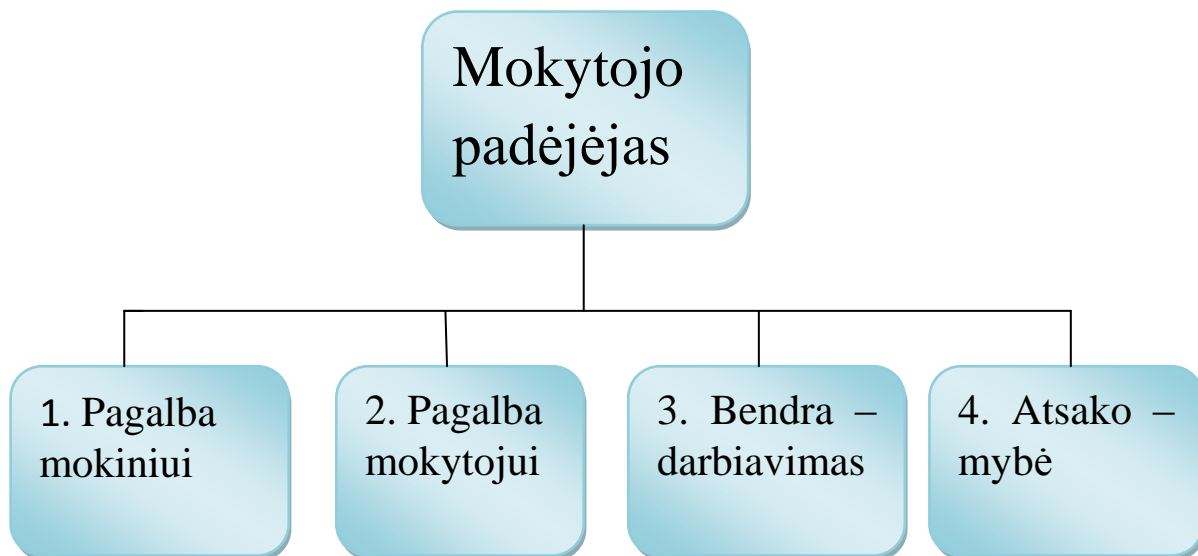 Mokytojo
padėjėjas
1. Pagalba
mokiniui
2. Pagalba
mokytojui
3. Bendra –
darbiavimas
4. Atsako –
mybė